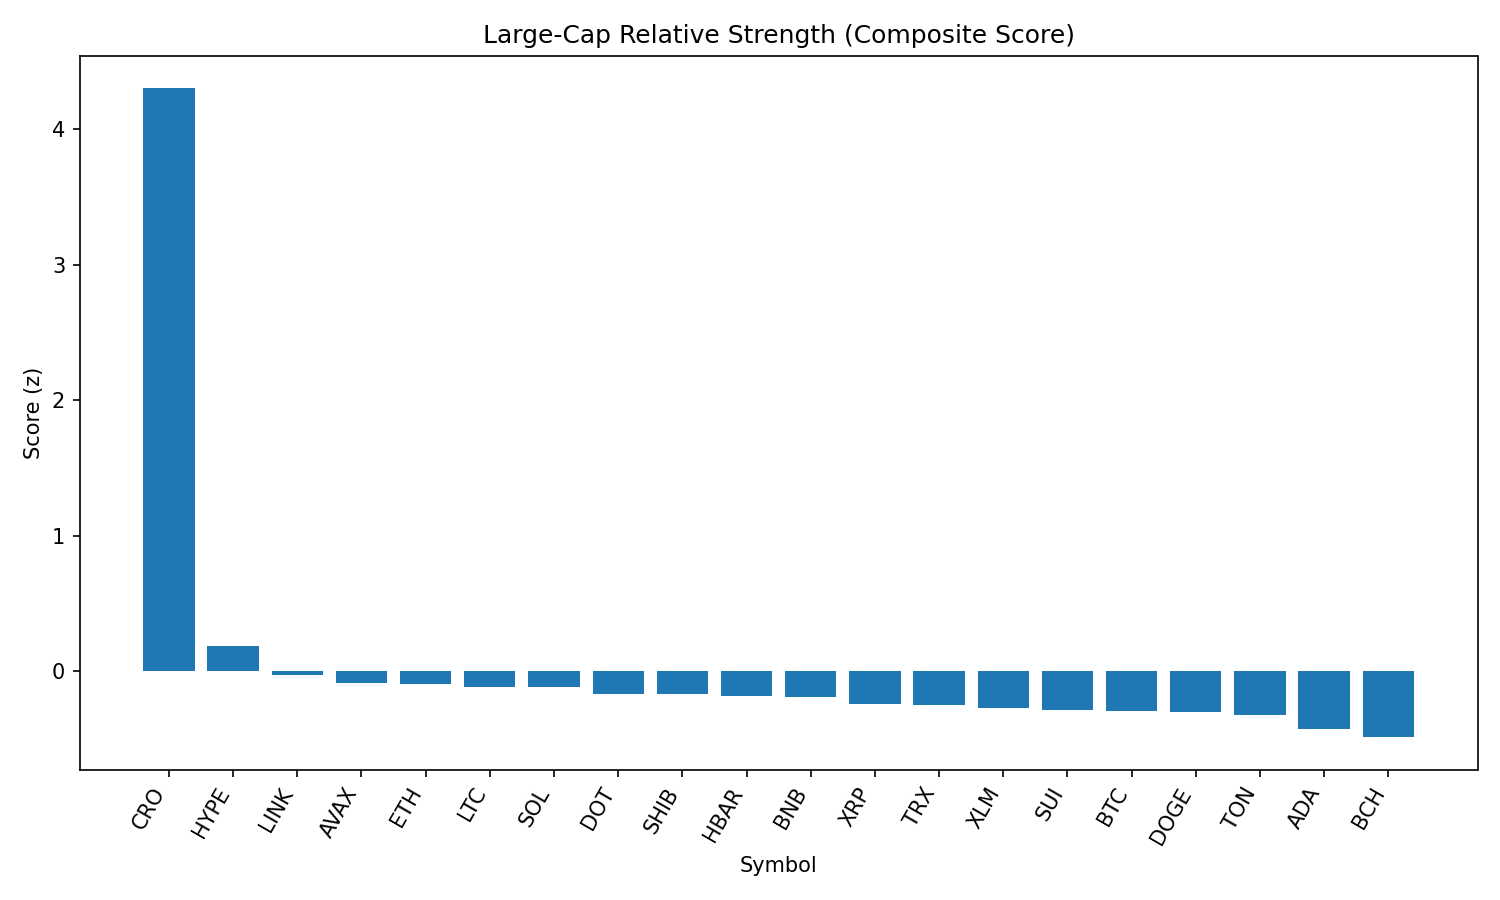 Large-Cap Relative Strength (Composite Score)
Score (z)
4
3
2
1
0
CRO
HYPE
LINK
AVAX
ETH
LTC
SOL
DOT
SHIB
HBAR
BNB
XRP
TRX
XLM
SUI
BTC
DOGE
TON
ADA
BCH
Symbol